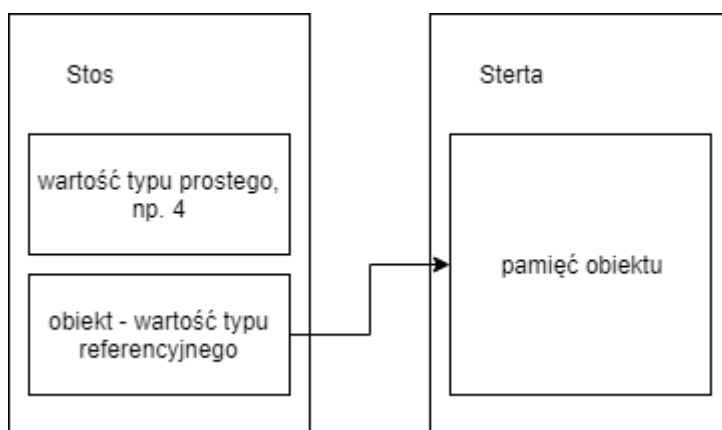 Stos
wartość typu prostego,
np. 4
obiekt - wartość typu
referencyjnego
Sterta
pamięć obiektu